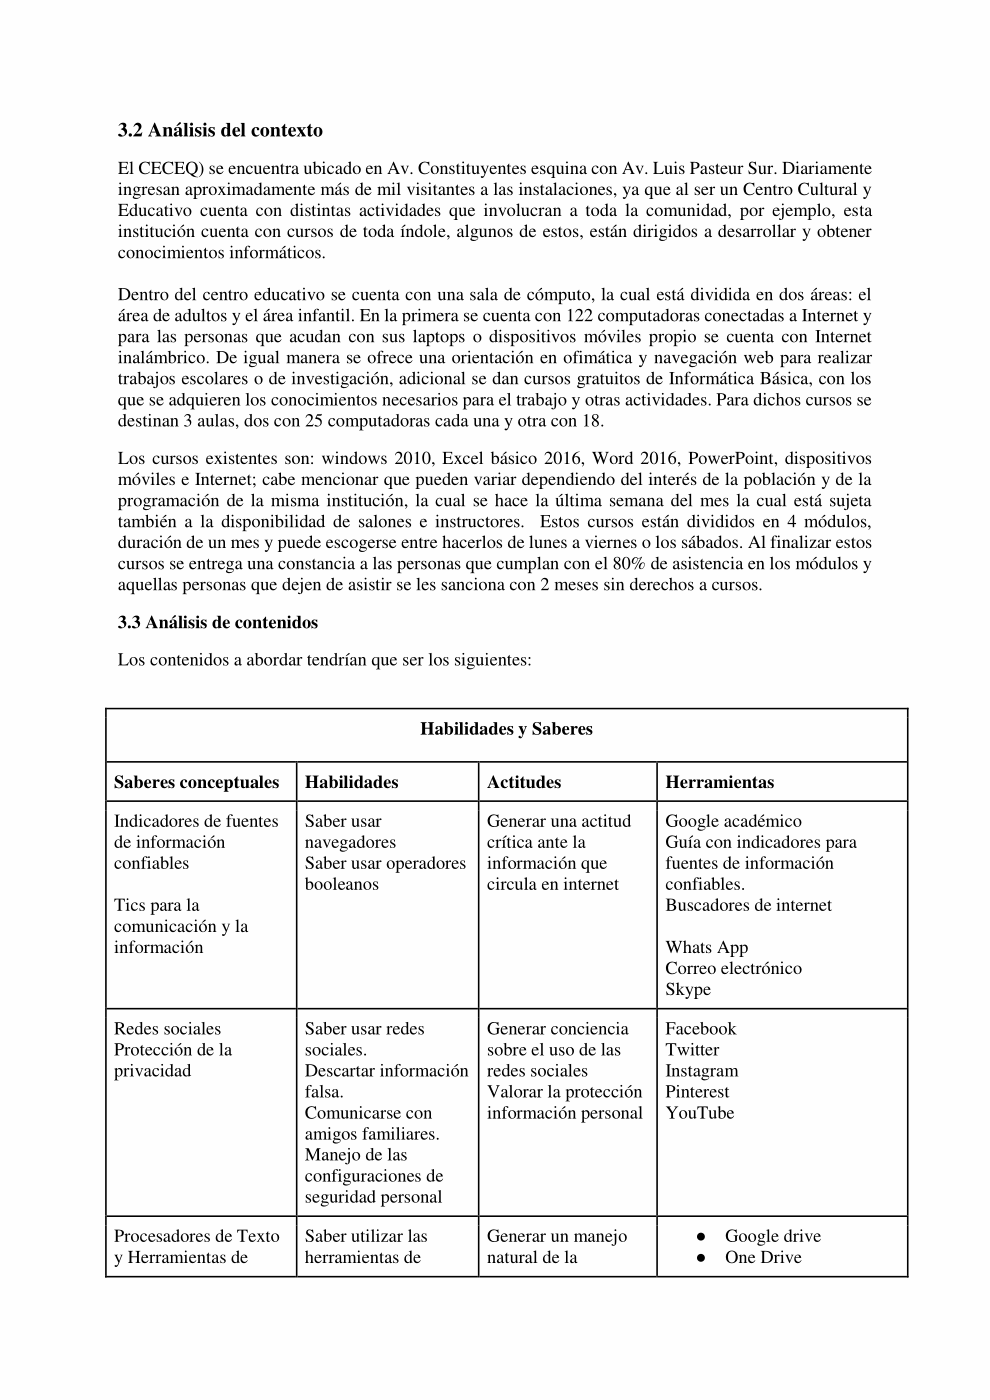 3.2 Análisis del contexto
El CECEQ) se encuentra ubicado en Av. Constituyentes esquina con Av. Luis Pasteur Sur. Diariamente
ingresan aproximadamente más de mil visitantes a las instalaciones, ya que al ser un Centro Cultural y
Educativo cuenta con distintas actividades que involucran a toda la comunidad, por ejemplo, esta
institución cuenta con cursos de toda índole, algunos de estos, están dirigidos a desarrollar y obtener
conocimientos informáticos.
Dentro del centro educativo se cuenta con una sala de cómputo, la cual está dividida en dos áreas: el
área de adultos y el área infantil. En la primera se cuenta con 122 computadoras conectadas a Internet y
para las personas que acudan con sus laptops o dispositivos móviles propio se cuenta con Internet
inalámbrico. De igual manera se ofrece una orientación en ofimática y navegación web para realizar
trabajos escolares o de investigación, adicional se dan cursos gratuitos de Informática Básica, con los
que se adquieren los conocimientos necesarios para el trabajo y otras actividades. Para dichos cursos se
destinan 3 aulas, dos con 25 computadoras cada una y otra con 18.
Los cursos existentes son: windows 2010, Excel básico 2016, Word 2016, PowerPoint, dispositivos
móviles e Internet; cabe mencionar que pueden variar dependiendo del interés de la población y de la
programación de la misma institución, la cual se hace la última semana del mes la cual está sujeta
también a la disponibilidad de salones e instructores. Estos cursos están divididos en 4 módulos,
duración de un mes y puede escogerse entre hacerlos de lunes a viernes o los sábados. Al finalizar estos
cursos se entrega una constancia a las personas que cumplan con el 80% de asistencia en los módulos y
aquellas personas que dejen de asistir se les sanciona con 2 meses sin derechos a cursos.
3.3 Análisis de contenidos
Los contenidos a abordar tendrían que ser los siguientes:
Habilidades y Saberes
Saberes conceptuales
Habilidades
Actitudes
Herramientas
Indicadores de fuentes
de información
confiables
Tics para la
comunicación y la
información
Saber usar
navegadores
Saber usar operadores
booleanos
Generar una actitud
crítica ante la
información que
circula en internet
Google académico
Guía con indicadores para
fuentes de información
confiables.
Buscadores de internet
Whats App
Correo electrónico
Skype
Redes sociales
Protección de la
privacidad
Saber usar redes
sociales.
Descartar información
falsa.
Comunicarse con
amigos familiares.
Manejo de las
configuraciones de
seguridad personal
Generar conciencia
sobre el uso de las
redes sociales
Valorar la protección
información personal
Facebook
Twitter
Instagram
Pinterest
YouTube
Procesadores de Texto
y Herramientas de
Saber utilizar las
herramientas de
Generar un manejo
natural de la
● Google drive
● One Drive